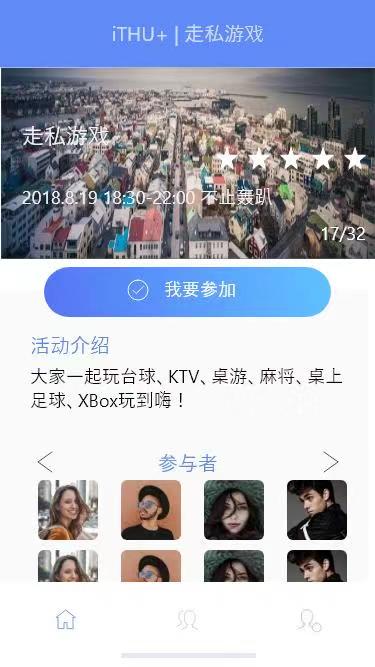 iTHU+ | 走私游戏
走私游戏
2018.8.19 18:30-22:00 不止轰趴
17/32
我要参加
活动介绍
大家一起玩台球、KTV、桌游、麻将、桌上
足球、XBox玩到嗨！
参与者